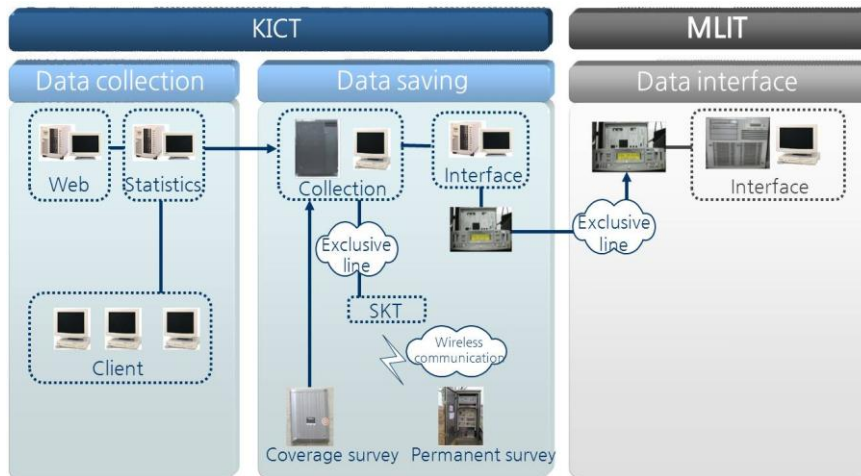 KICT
MLIT
Data collection
Data saving
Data interface
Web
Statistics
Collection
Interface
Interface
Exclusive
line
Exclusive
line
SKT
Wireless
communication
Client
Coverage survey
Permanent survey